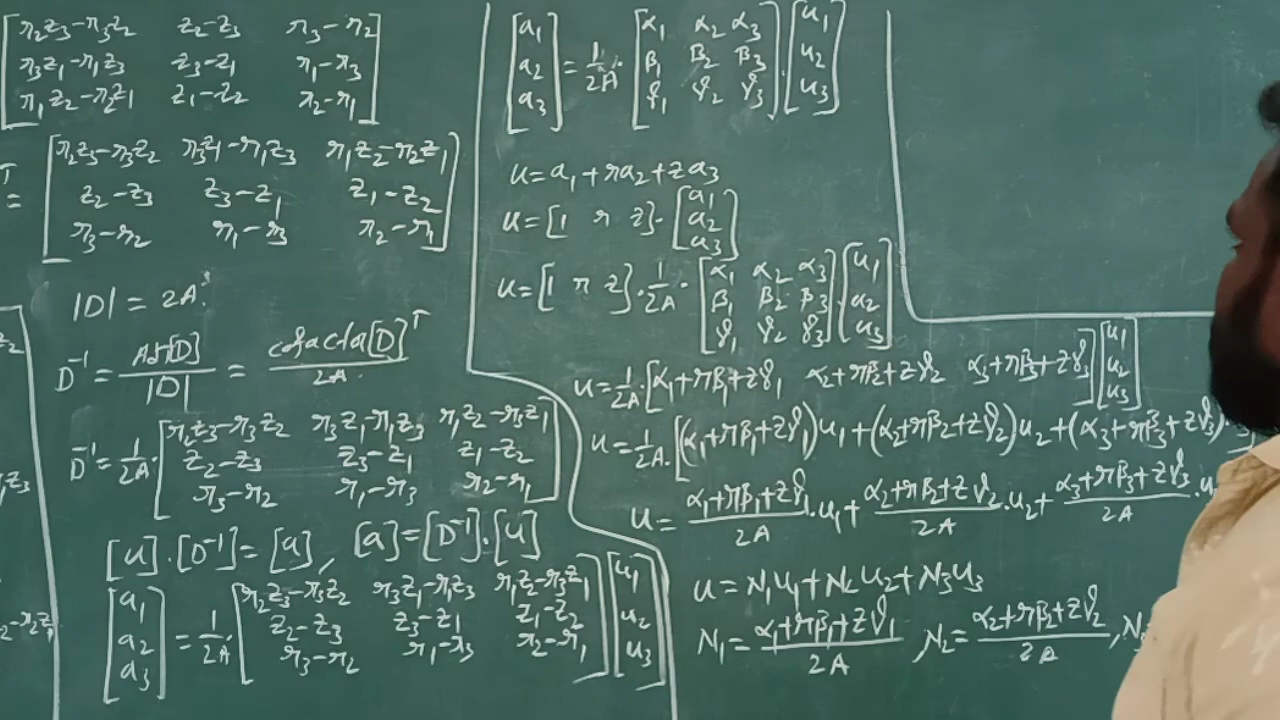 r₂z₃-r₃z₂ z₂-z₃ r₃-r₂
r₃z₁-r₁z₃ z₃-z₁ r₁-r₃
r₁z₂-r₂z₁ z₁-z₂ r₂-r₁
T = [r₂z₃-r₃z₂ r₃z₁-r₁z₃ r₁z₂-r₂z₁
z₂-z₃ z₃-z₁ z₁-z₂
r₃-r₂ r₁-r₃ r₂-r₁]
|D| = 2A.
D⁻¹ = Adj[D]/|D| = cofactor[D]ᵀ/2A.
D⁻¹ = 1/2A · [r₂z₃-r₃z₂ r₃z₁-r₁z₃ r₁z₂-r₃z₁
z₂-z₃ z₃-z₁ z₁-z₂
r₃-r₂ r₁-r₃ r₂-r₁]
[u]·[D⁻¹] = [a], [a] = [D⁻¹]·[u]
[a₁ a₂ a₃] = 1/2A · [r₂z₃-r₃z₂ r₃z₁-r₁z₃ r₁z₂-r₃z₁
z₂-z₃ z₃-z₁ z₁-z₂
r₃-r₂ r₁-r₃ r₂-r₁] [u₁ u₂ u₃]
[a₁ a₂ a₃] = 1/2A · [α₁ α₂ α₃
β₁ β₂ β₃
γ₁ γ₂ γ₃] · [u₁ u₂ u₃]
u = a₁+ra₂+za₃
u = [1 r z] · [a₁ a₂ a₃]
u = [1 r z] · 1/2A · [α₁ α₂ α₃
β₁ β₂ β₃
γ₁ γ₂ γ₃] · [u₁ u₂ u₃]
u = 1/2A · [α₁+rβ₁+zγ₁ α₂+rβ₂+zγ₂ α₃+rβ₃+zγ₃] [u₁ u₂ u₃]
u = 1/2A. [(α₁+rβ₁+zγ₁)u₁+(α₂+rβ₂+zγ₂)u₂+(α₃+rβ₃+zγ₃)· ₃]
u = α₁+rβ₁+zγ₁/2A ·u₁+ α₂+rβ₂+zγ₂/2A ·u₂+ α₃+rβ₃+zγ₃/2A ·u
u = N₁u₁+N₂u₂+N₃u₃
N₁ = α₁+rβ₁+zγ₁/2A , N₂ = α₂+rβ₂+zγ₂/2A , N₃